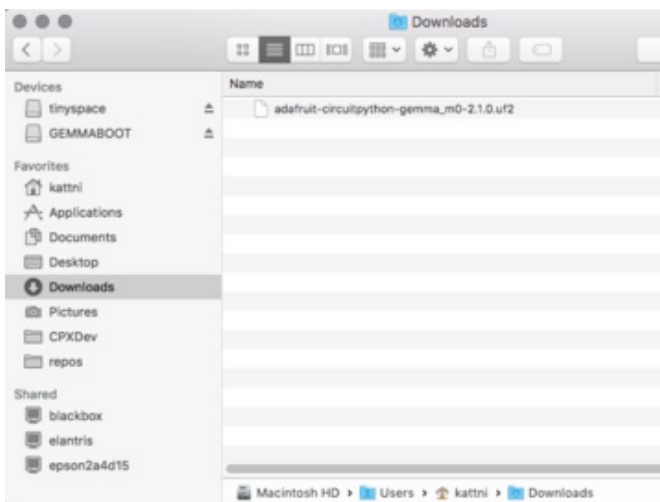 Downloads
Devices
tinyspace
GEMMABOOT
Favorites
kattni
Applications
Documents
Desktop
Downloads
Pictures
CPXDev
repos
Shared
blackbox
elantris
epson2a4d15
Name
adafruit-circuitpython-gemma_m0-2.1.0.uf2
Macintosh HD › Users › kattni › Downloads